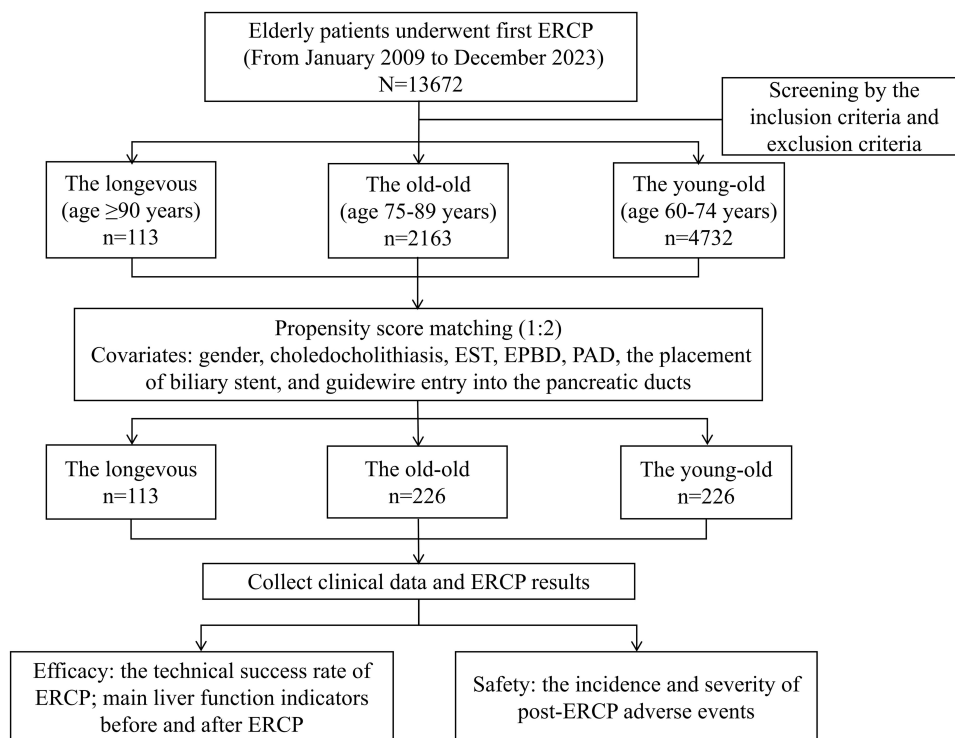 Elderly patients underwent first ERCP
(From January 2009 to December 2023)
N=13672
Screening by the
inclusion criteria and
exclusion criteria
The longevous
(age ≥90 years)
n=113
The old-old
(age 75-89 years)
n=2163
The young-old
(age 60-74 years)
n=4732
Propensity score matching (1:2)
Covariates: gender, choledocholithiasis, EST, EPBD, PAD, the placement
of biliary stent, and guidewire entry into the pancreatic ducts
The longevous
n=113
The old-old
n=226
The young-old
n=226
Collect clinical data and ERCP results
Efficacy: the technical success rate of
ERCP; main liver function indicators
before and after ERCP
Safety: the incidence and severity of
post-ERCP adverse events